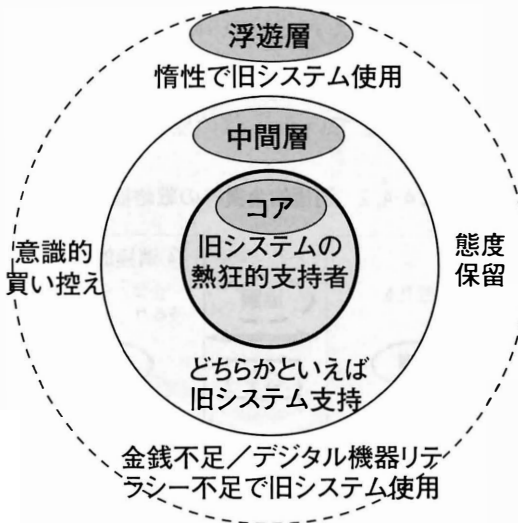 浮遊層
惰性で旧システム使用
中間層
コア
旧システムの
熱狂的支持者
意識的
買い控え
態度
保留
どちらかといえば
旧システム支持
金銭不足／デジタル機器リテ
ラシー不足で旧システム使用